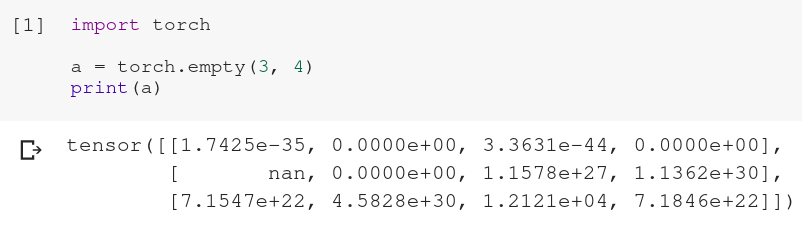 [1] import torch
a = torch.empty(3, 4)
print(a)
tensor([[1.7425e-35, 0.0000e+00, 3.3631e-44, 0.0000e+00],
[ nan, 0.0000e+00, 1.1578e+27, 1.1362e+30],
[7.1547e+22, 4.5828e+30, 1.2121e+04, 7.1846e+22]])